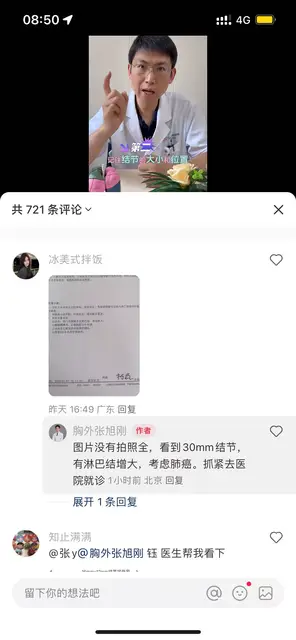 08:50
4G
第二
记住结节的大小和位置
共 721 条评论
冰美式拌饭
昨天 16:49 广东 回复
胸外张旭刚 作者
图片没有拍照全，看到30mm结节，
有淋巴结增大，考虑肺癌。抓紧去医
院就诊 1小时前 北京 回复
展开 1 条回复
知止满满
@张y@胸外张旭刚 钰 医生帮我看下
留下你的想法吧